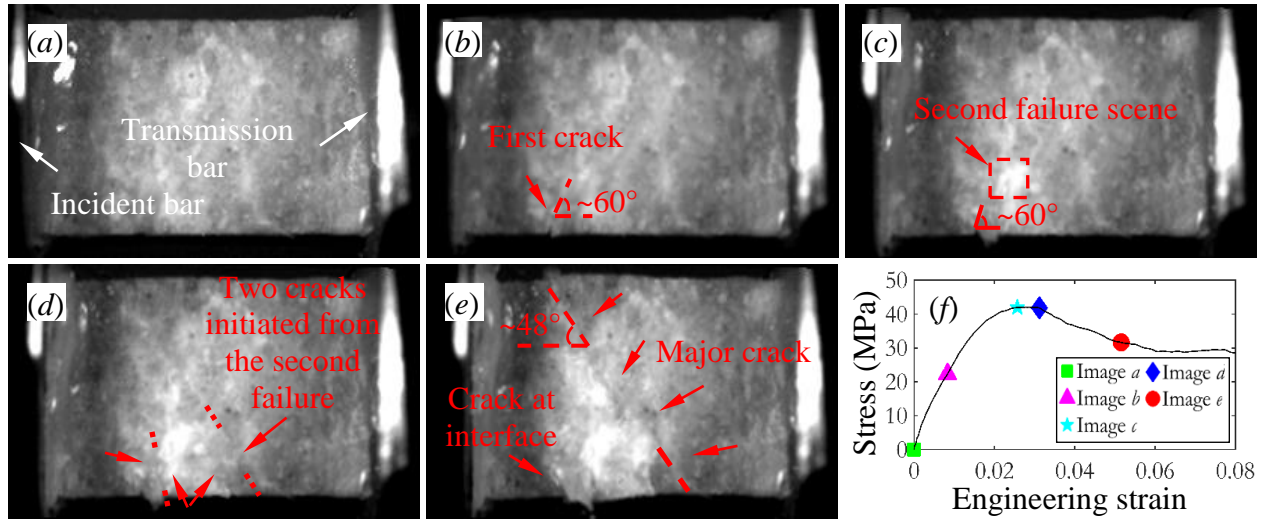 (a)
Transmission
bar
Incident bar
(b)
First crack
~60°
(c)
Second failure scene
~60°
(d)
Two cracks
initiated from
the second
failure
(e)
~48°
Major crack
Crack at
interface
(f)
Stress (MPa)
50
40
30
20
10
0
Image a
Image d
Image b
Image e
Image c
0 0.02 0.04 0.06 0.08
Engineering strain